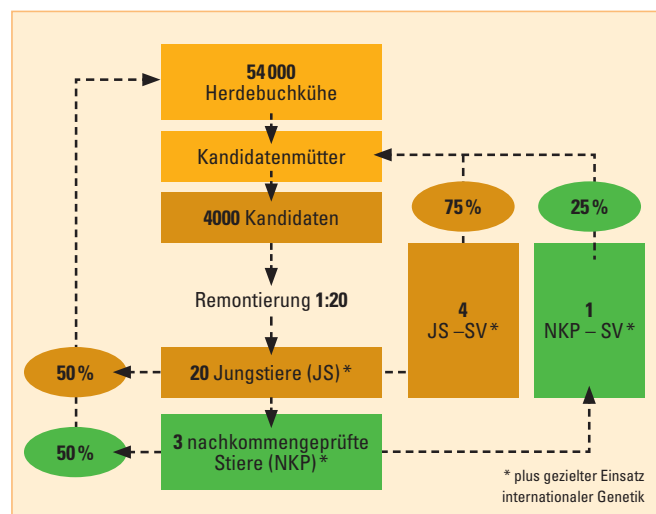 54 000
Herdebuchkühe
Kandidatenmütter
4000 Kandidaten
75 %
25 %
Remontierung 1:20
4
JS –SV *
1
NKP – SV *
50 %
20 Jungstiere (JS) *
50 %
3 nachkommengeprüfte
Stiere (NKP) *
* plus gezielter Einsatz
internationaler Genetik